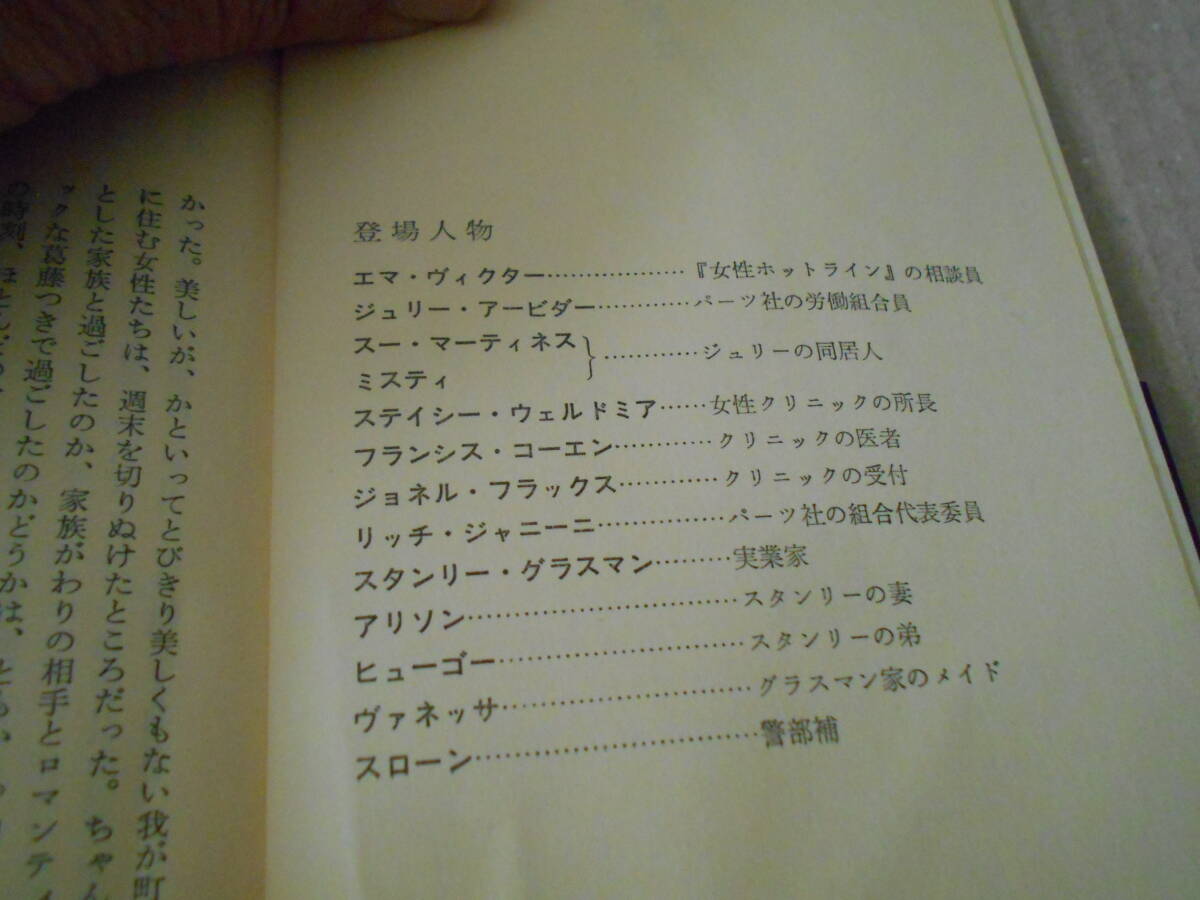 登場人物
エマ・ヴィクター………………『女性ホットライン』の相談員
ジュリー・アービダー…………パーツ社の労働組合員
スー・マーティネス
ミスティ
}…………ジュリーの同居人
ステイシー・ウェルドミア……女性クリニックの所長
フランシス・コーエン…………クリニックの医者
ジョネル・フラックス…………クリニックの受付
リッチ・ジャニーニ……………パーツ社の組合代表委員
スタンリー・グラスマン………実業家
アリソン………………………スタンリーの妻
ヒューゴー……………………スタンリーの弟
ヴァネッサ……………………グラスマン家のメイド
スローン………………………警部補
かった。美しいが、かといってとびきり美しくもない我が町
に住む女性たちは、週末を切りぬけたところだった。ちゃん
とした家族と過ごしたのか、家族がわりの相手とロマンティ
ックな葛藤つきで過ごしたのかどうかは、
の時刻、ほとんどの